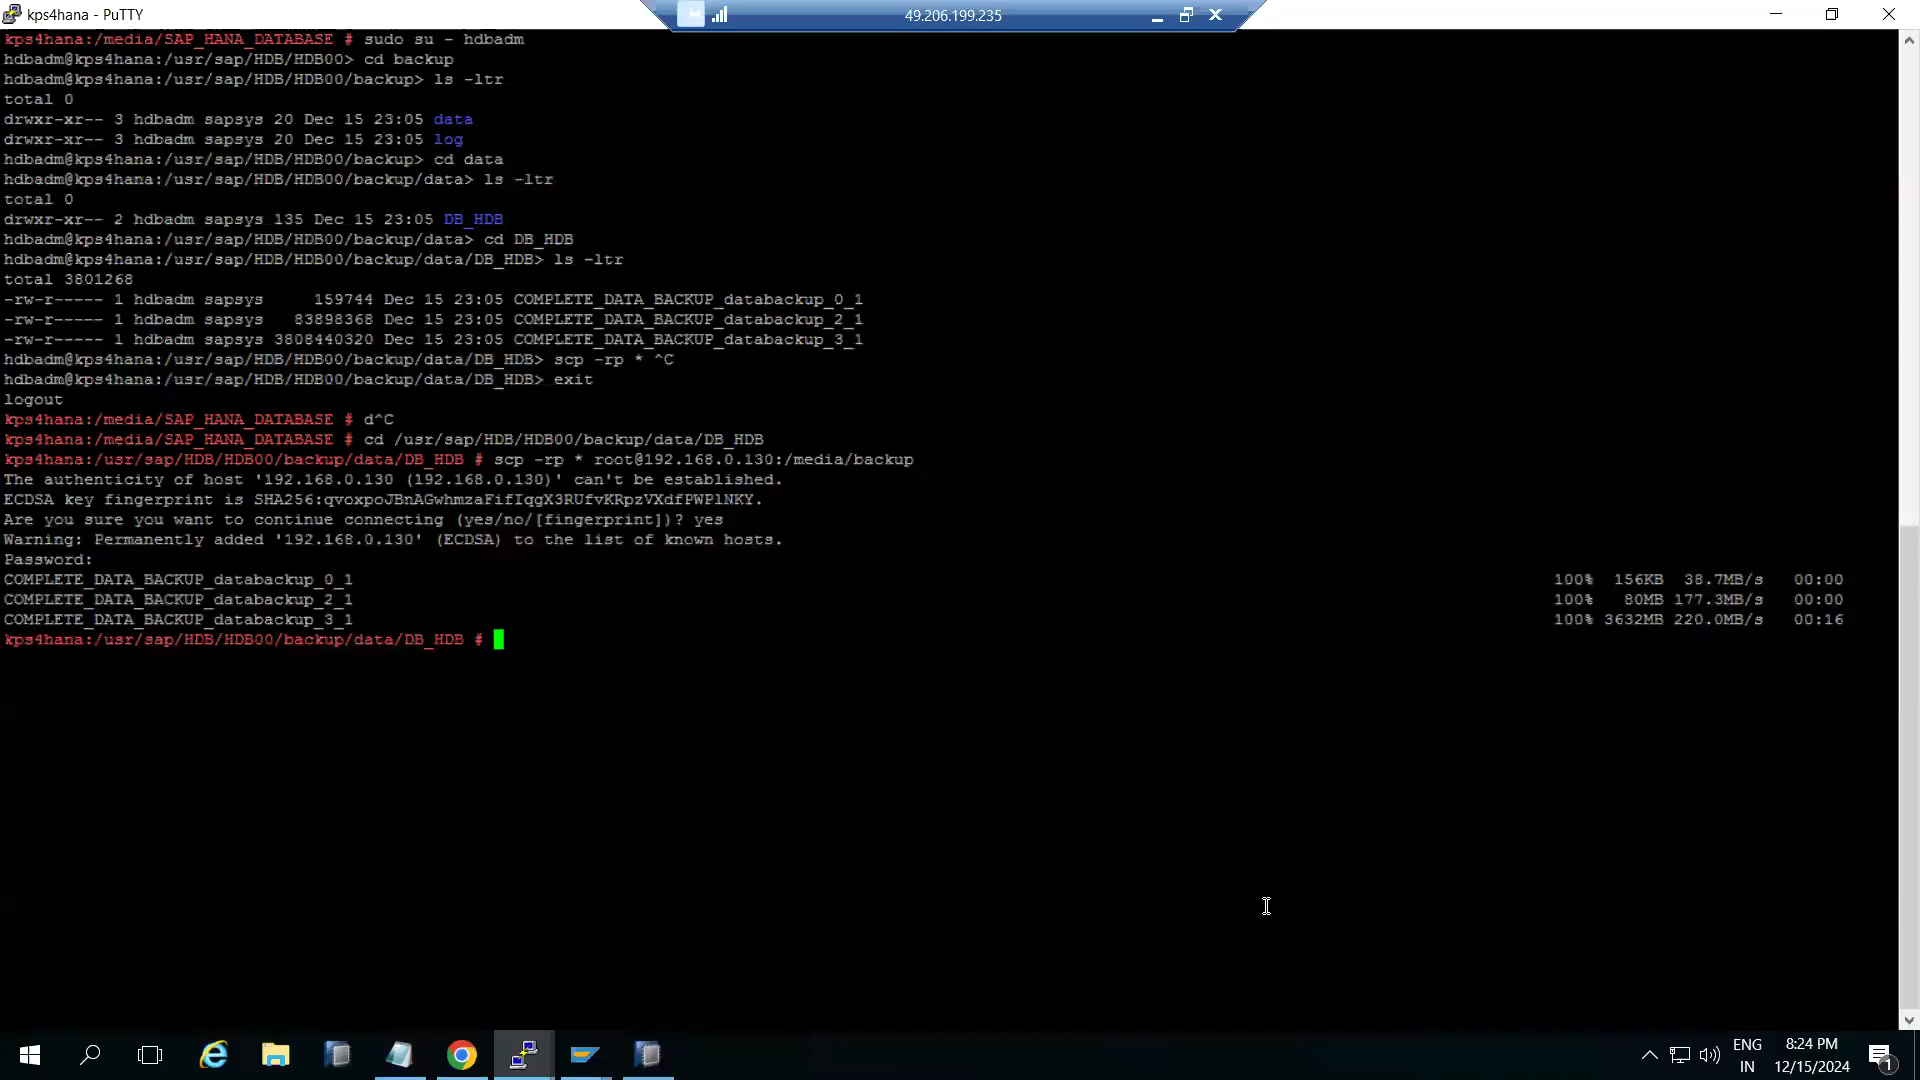 kps4hana - PuTTY
49.206.199.235
kps4hana:/media/SAP_HANA_DATABASE # sudo su - hdbadm
hdbadm@kps4hana:/usr/sap/HDB/HDB00> cd backup
hdbadm@kps4hana:/usr/sap/HDB/HDB00/backup> ls -ltr
total 0
drwxr-xr-- 3 hdbadm sapsys 20 Dec 15 23:05 data
drwxr-xr-- 3 hdbadm sapsys 20 Dec 15 23:05 log
hdbadm@kps4hana:/usr/sap/HDB/HDB00/backup> cd data
hdbadm@kps4hana:/usr/sap/HDB/HDB00/backup/data> ls -ltr
total 0
drwxr-xr-- 2 hdbadm sapsys 135 Dec 15 23:05 DB_HDB
hdbadm@kps4hana:/usr/sap/HDB/HDB00/backup/data> cd DB_HDB
hdbadm@kps4hana:/usr/sap/HDB/HDB00/backup/data/DB_HDB> ls -ltr
total 3801268
-rw-r----- 1 hdbadm sapsys     159744 Dec 15 23:05 COMPLETE_DATA_BACKUP_databackup_0_1
-rw-r----- 1 hdbadm sapsys   83898368 Dec 15 23:05 COMPLETE_DATA_BACKUP_databackup_2_1
-rw-r----- 1 hdbadm sapsys 3808440320 Dec 15 23:05 COMPLETE_DATA_BACKUP_databackup_3_1
hdbadm@kps4hana:/usr/sap/HDB/HDB00/backup/data/DB_HDB> scp -rp * ^C
hdbadm@kps4hana:/usr/sap/HDB/HDB00/backup/data/DB_HDB> exit
logout
kps4hana:/media/SAP_HANA_DATABASE # d^C
kps4hana:/media/SAP_HANA_DATABASE # cd /usr/sap/HDB/HDB00/backup/data/DB_HDB
kps4hana:/usr/sap/HDB/HDB00/backup/data/DB_HDB # scp -rp * root@192.168.0.130:/media/backup
The authenticity of host '192.168.0.130 (192.168.0.130)' can't be established.
ECDSA key fingerprint is SHA256:qvoxpoJBnAGwhmzaFifIqgX3RUfvKRpzVXdfPWPlNKY.
Are you sure you want to continue connecting (yes/no/[fingerprint])? yes
Warning: Permanently added '192.168.0.130' (ECDSA) to the list of known hosts.
Password:
COMPLETE_DATA_BACKUP_databackup_0_1 100% 156KB 38.7MB/s 00:00
COMPLETE_DATA_BACKUP_databackup_2_1 100% 80MB 177.3MB/s 00:00
COMPLETE_DATA_BACKUP_databackup_3_1 100% 3632MB 220.0MB/s 00:16
kps4hana:/usr/sap/HDB/HDB00/backup/data/DB_HDB #
ENG 8:24 PM
IN 12/15/2024 1